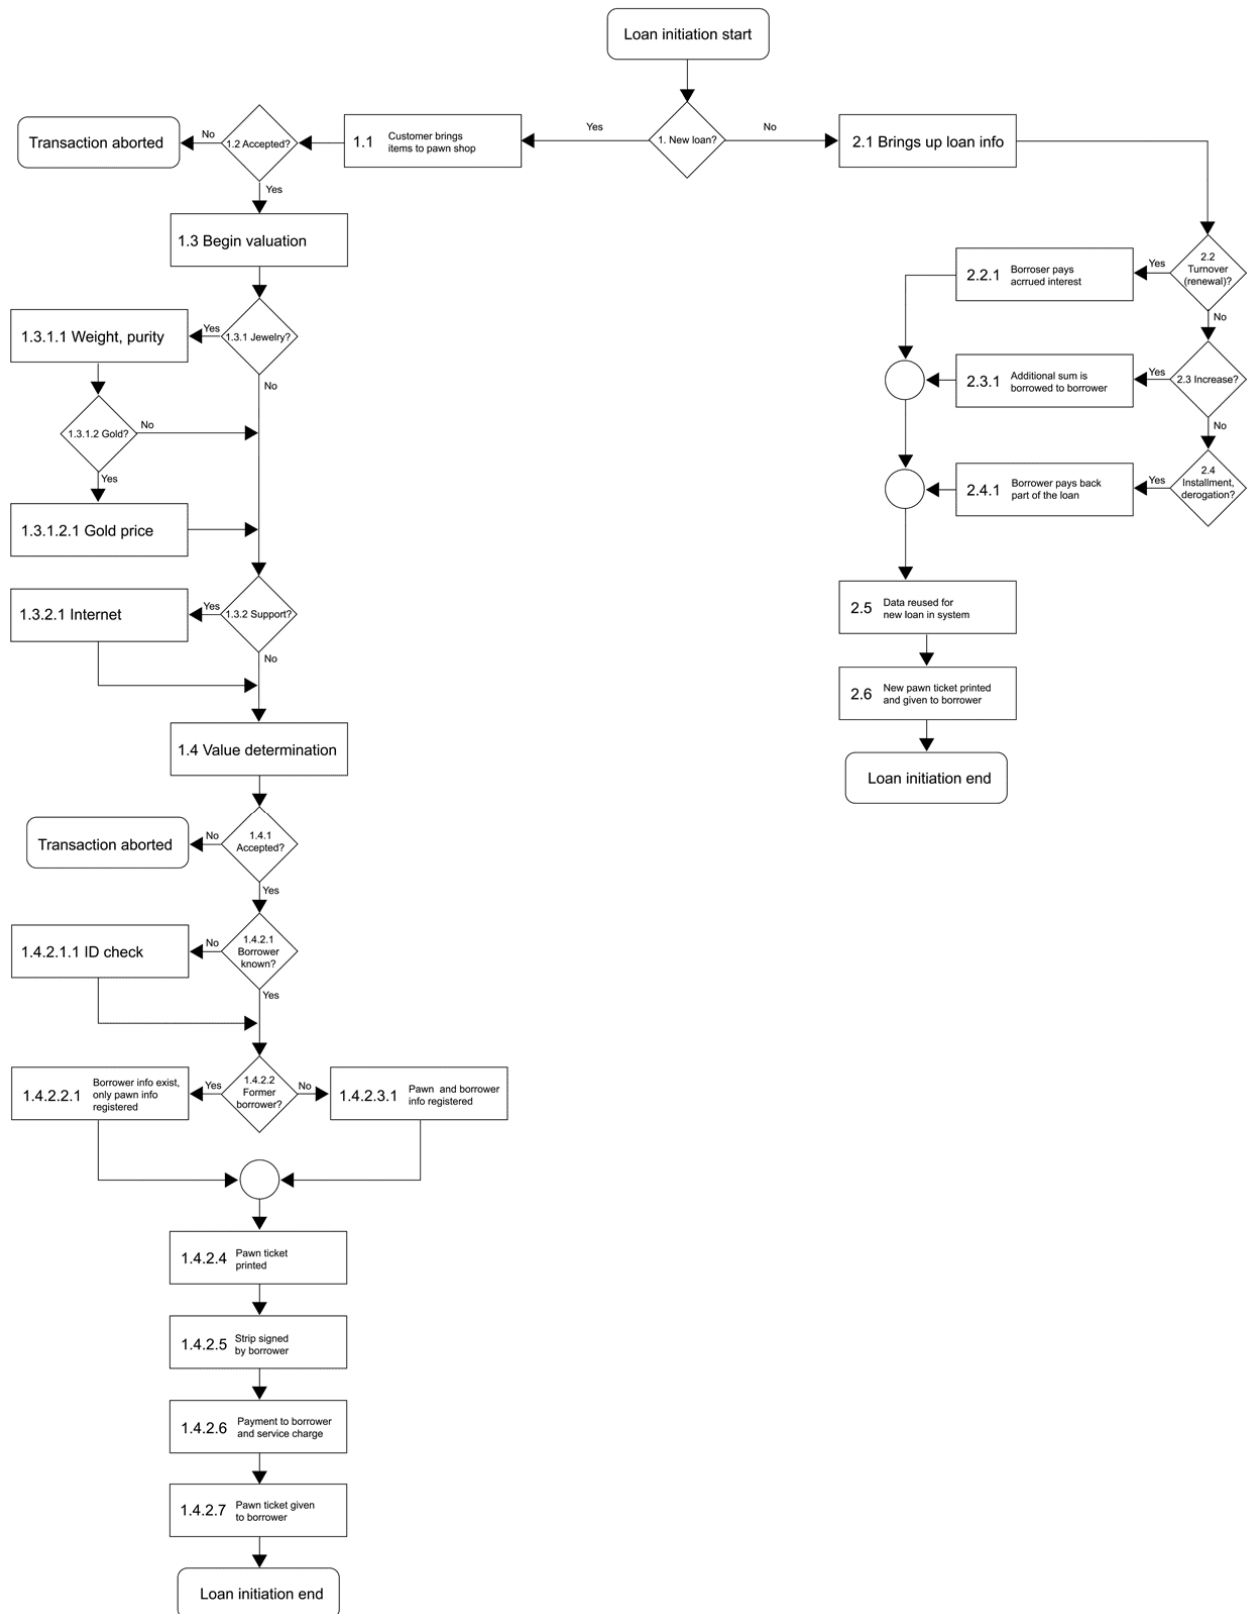 Loan initiation start
Transaction aborted
No
1.2 Accepted?
1.1 Customer brings
items to pawn shop
Yes
1. New loan?
No
2.1 Brings up loan info
Yes
1.3 Begin valuation
2.2
Turnover
(renewal)?
Yes
2.2.1 Borroser pays
accrued interest
No
1.3.1.1 Weight, purity
Yes
1.3.1 Jewelry?
No
2.3.1 Additional sum is
borrowed to borrower
Yes
2.3 Increase?
No
1.3.1.2 Gold?
No
Yes
2.4.1 Borrower pays back
part of the loan
Yes
2.4
Installment,
derogation?
1.3.1.2.1 Gold price
1.3.2.1 Internet
Yes
1.3.2 Support?
No
2.5 Data reused for
new loan in system
2.6 New pawn ticket printed
and given to borrower
1.4 Value determination
Loan initiation end
Transaction aborted
No
1.4.1
Accepted?
Yes
1.4.2.1.1 ID check
No
1.4.2.1
Borrower
known?
Yes
1.4.2.2.1 Borrower info exist,
only pawn info
registered
Yes
1.4.2.2
Former
borrower?
No
1.4.2.3.1 Pawn and borrower
info registered
1.4.2.4 Pawn ticket
printed
1.4.2.5 Strip signed
by borrower
1.4.2.6 Payment to borrower
and service charge
1.4.2.7 Pawn ticket given
to borrower
Loan initiation end